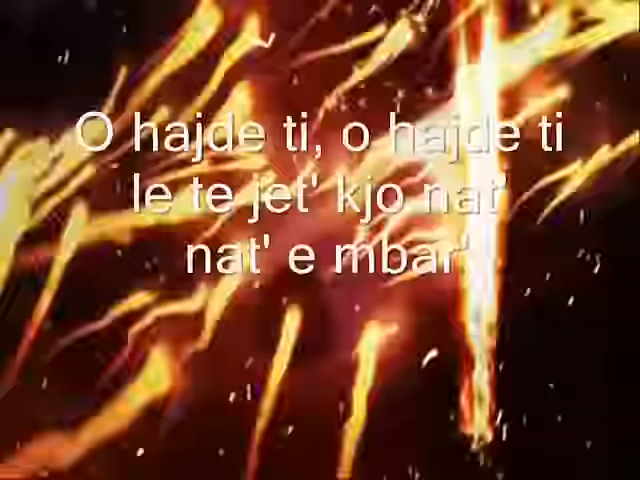 O hajde ti, o hajde ti
le te jet' kjo nat'
nat' e mbar'